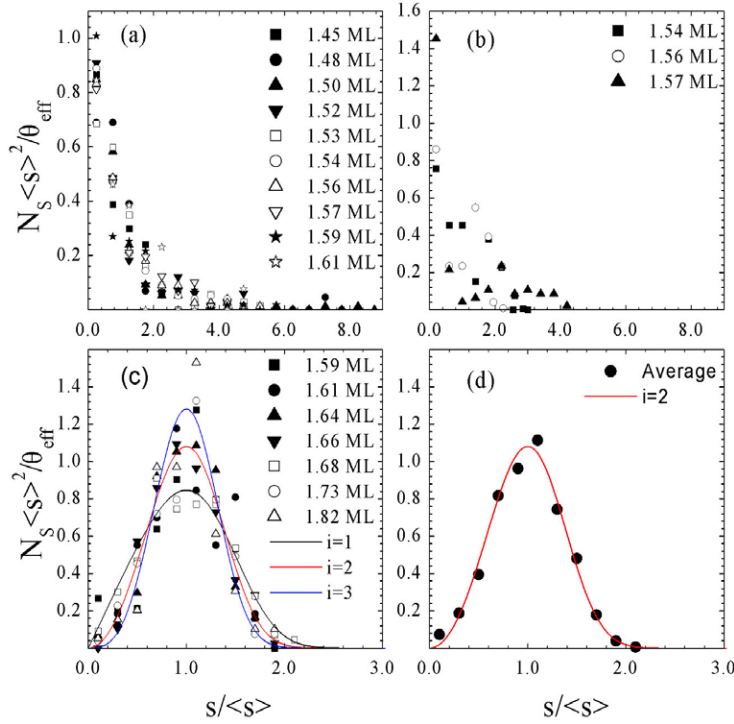 (a)
1.45 ML
1.48 ML
1.50 ML
1.52 ML
1.53 ML
1.54 ML
1.56 ML
1.57 ML
1.59 ML
1.61 ML
N_S<s>²/θ_eff
1.0
0.8
0.6
0.4
0.2
0.0 2.0 4.0 6.0 8.0
(b)
1.54 ML
1.56 ML
1.57 ML
1.6
1.4
1.2
1.0
0.8
0.6
0.4
0.2
0.0 2.0 4.0 6.0 8.0
(c)
1.59 ML
1.61 ML
1.64 ML
1.66 ML
1.68 ML
1.73 ML
1.82 ML
i=1
i=2
i=3
N_S<s>²/θ_eff
1.4
1.2
1.0
0.8
0.6
0.4
0.2
0.0 1.0 2.0 3.0
s/<s>
(d)
Average
i=2
1.4
1.2
1.0
0.8
0.6
0.4
0.2
0.0 1.0 2.0 3.0
s/<s>